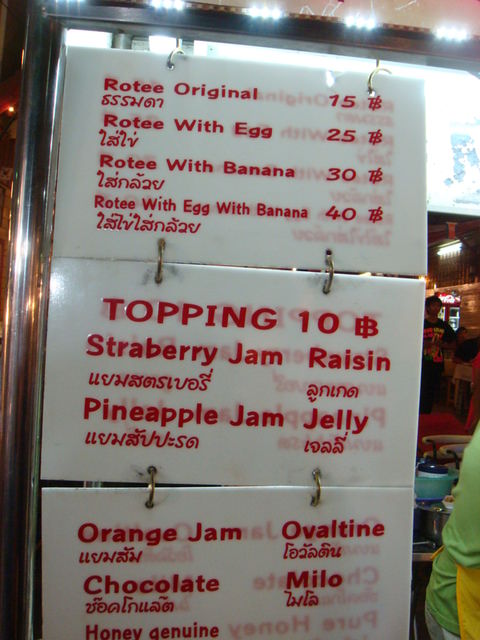 Rotee Original 15 ฿
ธรรมดา
Rotee With Egg 25 ฿
ใส่ไข่
Rotee With Banana 30 ฿
ใส่กล้วย
Rotee With Egg With Banana 40 ฿
ใส่ไข่ใส่กล้วย
TOPPING 10 ฿
Straberry Jam Raisin
แยมสตรเบอรี่ ลูกเกด
Pineapple Jam Jelly
แยมสัปปะรด เจลลี่
Orange Jam Ovaltine
แยมส้ม โอวัลติน
Chocolate Milo
ช๊อคโกแล๊ต ไมโล
Honey genuine